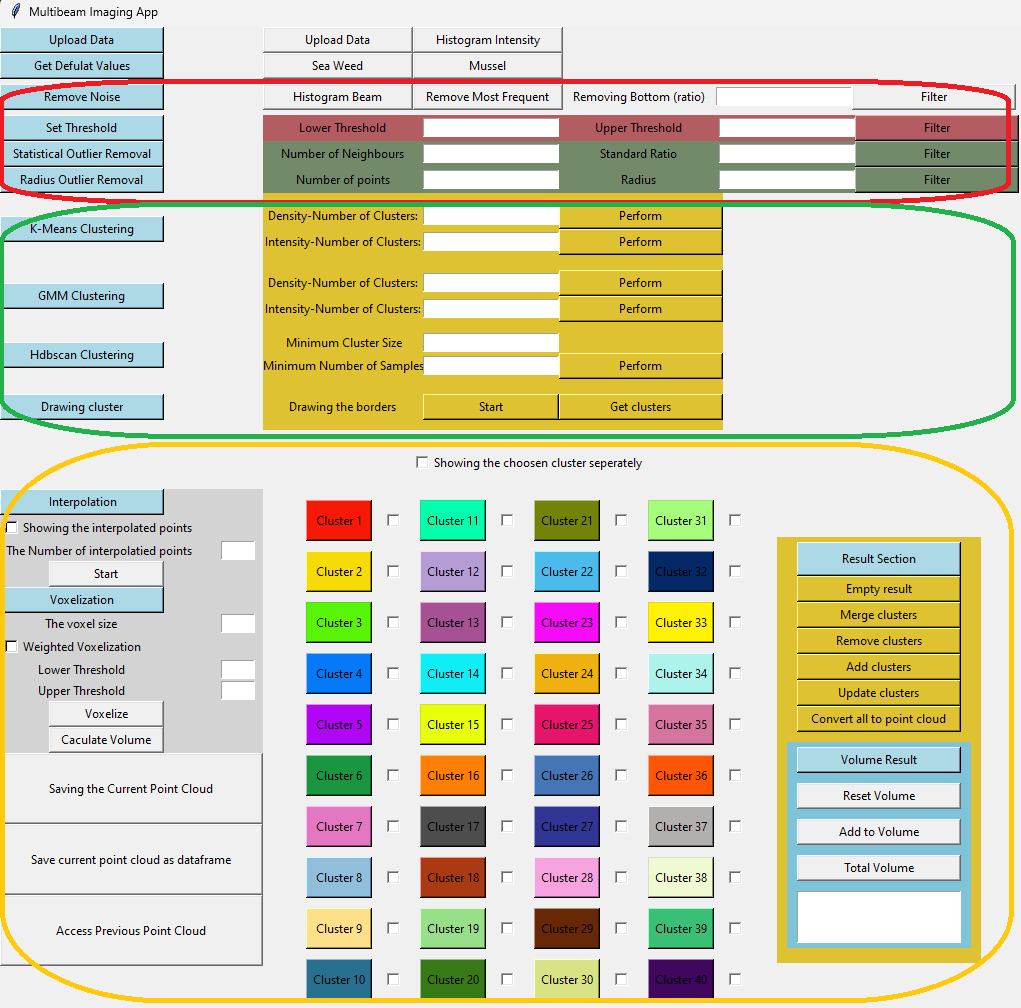 Multibeam Imaging App
Upload Data Upload Data Histogram Intensity
Get Defulat Values Sea Weed Mussel
Remove Noise Histogram Beam Remove Most Frequent Removing Bottom (ratio) Filter
Set Threshold Lower Threshold Upper Threshold Filter
Statistical Outlier Removal Number of Neighbours Standard Ratio Filter
Radius Outlier Removal Number of points Radius Filter
Density-Number of Clusters: Perform
K-Means Clustering
Intensity-Number of Clusters: Perform
Density-Number of Clusters: Perform
GMM Clustering
Intensity-Number of Clusters: Perform
Minimum Cluster Size
Hdbscan Clustering
Minimum Number of Samples Perform
Drawing cluster Drawing the borders Start Get clusters
Showing the choosen cluster seperately
Interpolation
Showing the interpolated points
The Number of interpolatied points
Start
Voxelization
The voxel size
Weighted Voxelization
Lower Threshold
Upper Threshold
Voxelize
Caculate Volume
Saving the Current Point Cloud
Save current point cloud as dataframe
Access Previous Point Cloud
Cluster 1 Cluster 11 Cluster 21 Cluster 31
Cluster 2 Cluster 12 Cluster 22 Cluster 32
Cluster 3 Cluster 13 Cluster 23 Cluster 33
Cluster 4 Cluster 14 Cluster 24 Cluster 34
Cluster 5 Cluster 15 Cluster 25 Cluster 35
Cluster 6 Cluster 16 Cluster 26 Cluster 36
Cluster 7 Cluster 17 Cluster 27 Cluster 37
Cluster 8 Cluster 18 Cluster 28 Cluster 38
Cluster 9 Cluster 19 Cluster 29 Cluster 39
Cluster 10 Cluster 20 Cluster 30 Cluster 40
Result Section
Empty result
Merge clusters
Remove clusters
Add clusters
Update clusters
Convert all to point cloud
Volume Result
Reset Volume
Add to Volume
Total Volume